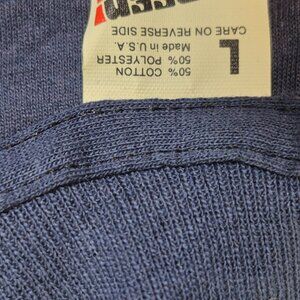 L
50% COTTON
50% POLYESTER
Made in U.S.A.
CARE ON REVERSE SIDE